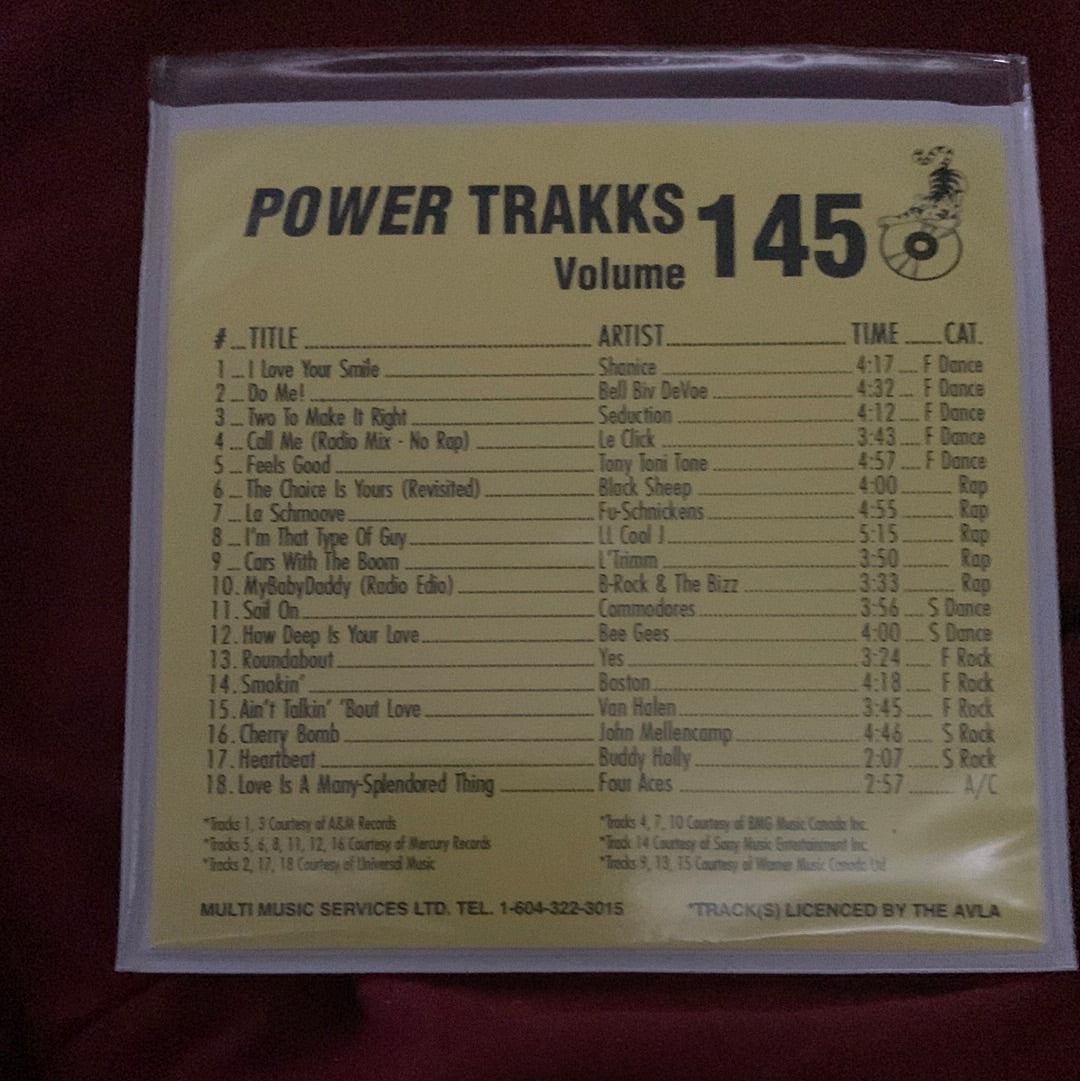 POWER TRAKKS 145
Volume
# TITLE ARTIST TIME CAT.
1 I Love Your Smile Shanice 4:17 F Dance
2 Do Me! Bell Biv DeVoe 4:32 F Dance
3 Two To Make It Right Seduction 4:12 F Dance
4 Call Me (Radio Mix - No Rap) Le Click 3:43 F Dance
5 Feels Good Tony Toni Tone 4:57 F Dance
6 The Choice Is Yours (Revisited) Black Sheep 4:00 Rap
7 La Schmoove Fu-Schnickens 4:55 Rap
8 I'm That Type Of Guy LL Cool J 5:15 Rap
9 Cars With The Boom L'Trimm 3:50 Rap
10. MyBabyDaddy (Radio Edio) B-Rock & The Bizz 3:33 Rap
11. Sail On Commodores 3:56 S Dance
12. How Deep Is Your Love Bee Gees 4:00 S Dance
13. Roundabout Yes 3:24 F Rock
14. Smokin' Boston 4:18 F Rock
15. Ain't Talkin' 'Bout Love Van Halen 3:45 F Rock
16. Cherry Bomb John Mellencamp 4:46 S Rock
17. Heartbeat Buddy Holly 2:07 S Rock
18. Love Is A Many-Splendored Thing Four Aces 2:57 A/C
*Tracks 1, 3 Courtesy of A&M Records
*Tracks 5, 6, 8, 11, 12, 16 Courtesy of Mercury Records
*Tracks 2, 17, 18 Courtesy of Universal Music
*Tracks 4, 7, 10 Courtesy of BMG Music Canada Inc.
*Track 14 Courtesy of Sony Music Entertainment Inc.
*Tracks 9, 13, 15 Courtesy of Warner Music Canada Ltd
MULTI MUSIC SERVICES LTD. TEL. 1-604-322-3015 *TRACK(S) LICENCED BY THE AVLA